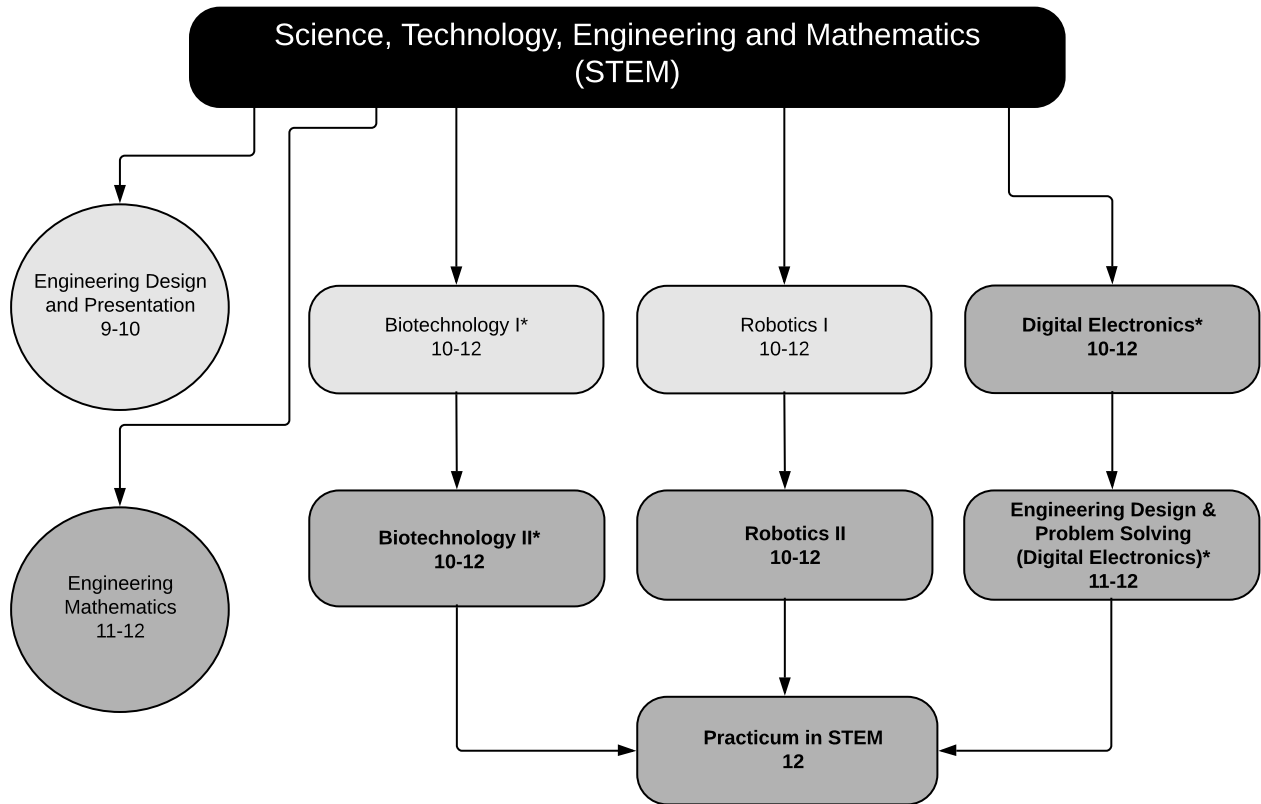 Science, Technology, Engineering and Mathematics
(STEM)
Engineering Design
and Presentation
9-10
Biotechnology I*
10-12
Robotics I
10-12
Digital Electronics*
10-12
Engineering
Mathematics
11-12
Biotechnology II*
10-12
Robotics II
10-12
Engineering Design &
Problem Solving
(Digital Electronics)*
11-12
Practicum in STEM
12